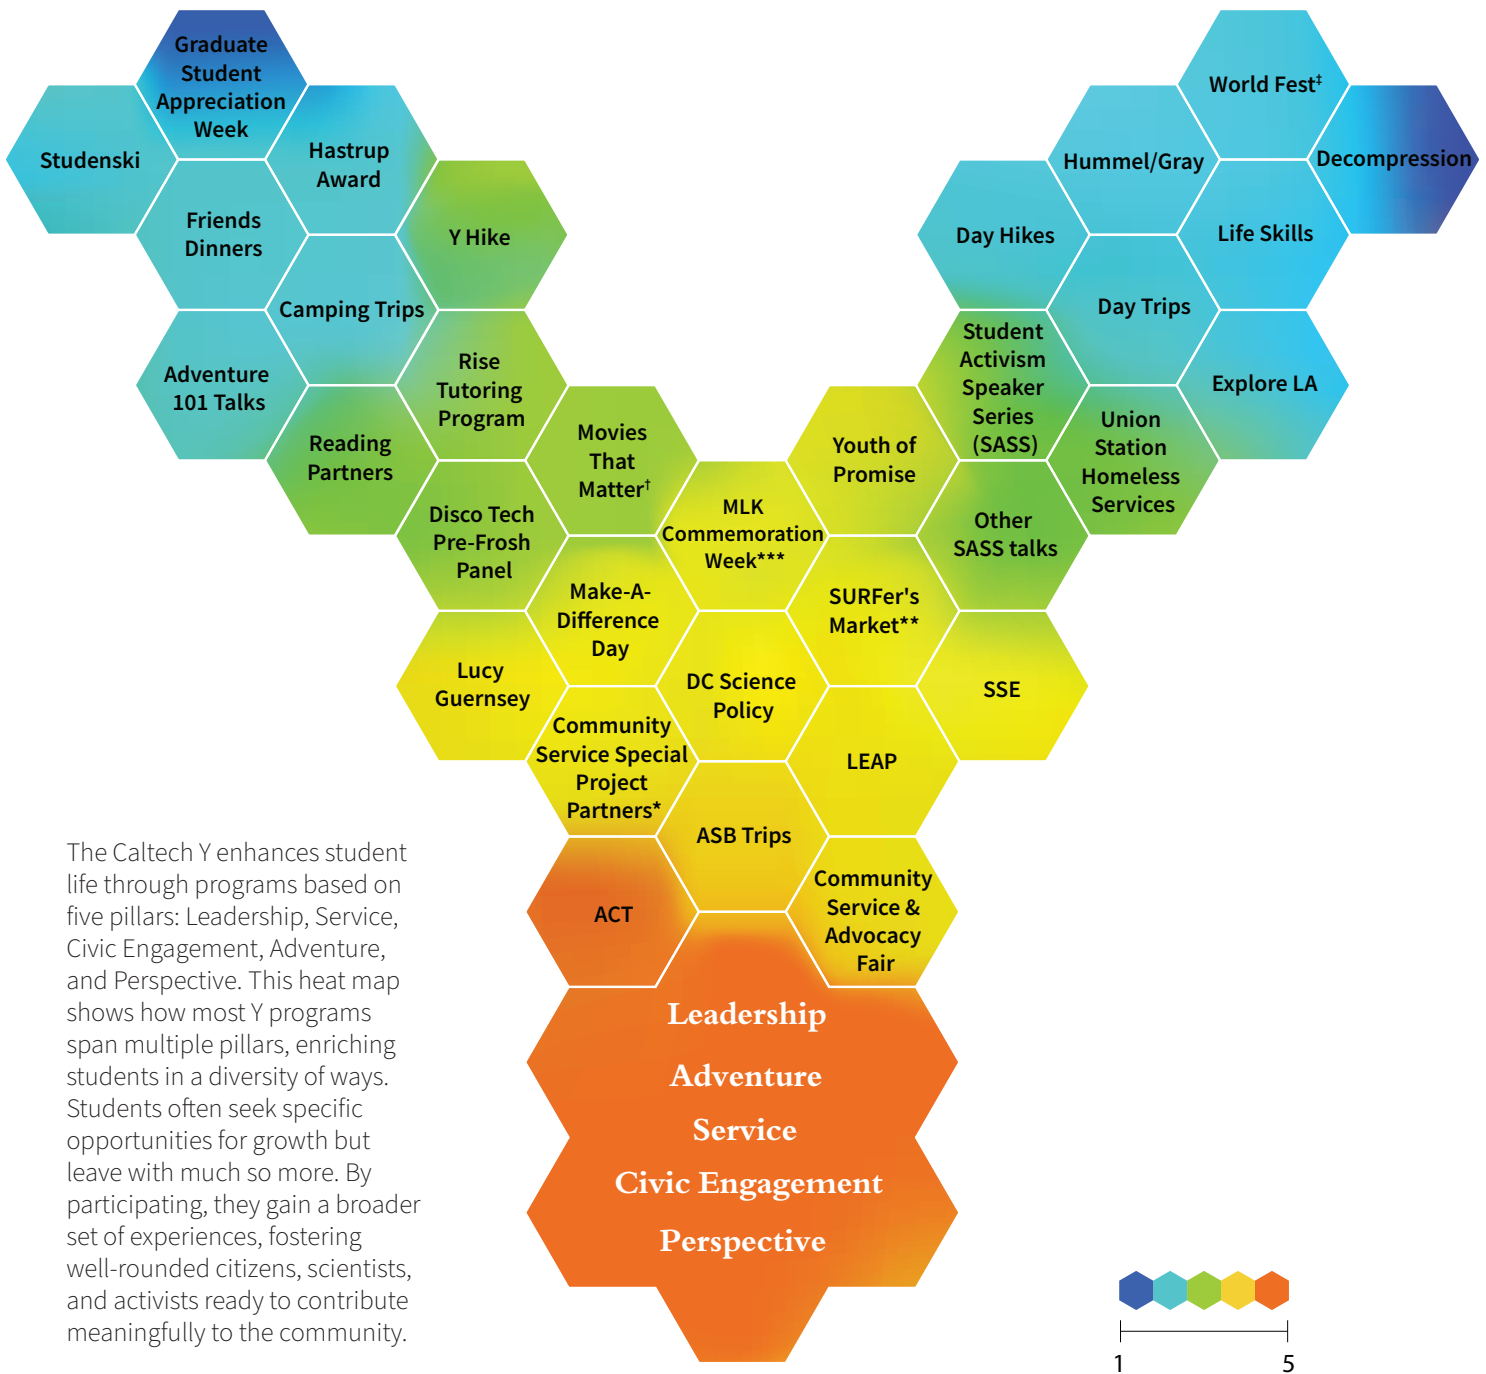 Graduate
Student
Appreciation
Week
Studenski
Hastrup
Award
Friends
Dinners
Y Hike
Camping Trips
Adventure
101 Talks
Rise
Tutoring
Program
Reading
Partners
Movies
That
Matter†
Disco Tech
Pre-Frosh
Panel
World Fest‡
Decompression
Hummel/Gray
Life Skills
Day Hikes
Day Trips
Explore LA
Student
Activism
Speaker
Series
(SASS)
Union
Station
Homeless
Services
Youth of
Promise
Other
SASS talks
MLK
Commemoration
Week***
Make-A-
Difference
Day
SURFer's
Market**
Lucy
Guernsey
DC Science
Policy
SSE
Community
Service Special
Project
Partners*
LEAP
ASB Trips
ACT
Community
Service &
Advocacy
Fair
Leadership
Adventure
Service
Civic Engagement
Perspective
The Caltech Y enhances student
life through programs based on
five pillars: Leadership, Service,
Civic Engagement, Adventure,
and Perspective. This heat map
shows how most Y programs
span multiple pillars, enriching
students in a diversity of ways.
Students often seek specific
opportunities for growth but
leave with much so more. By
participating, they gain a broader
set of experiences, fostering
well-rounded citizens, scientists,
and activists ready to contribute
meaningfully to the community.
1 5